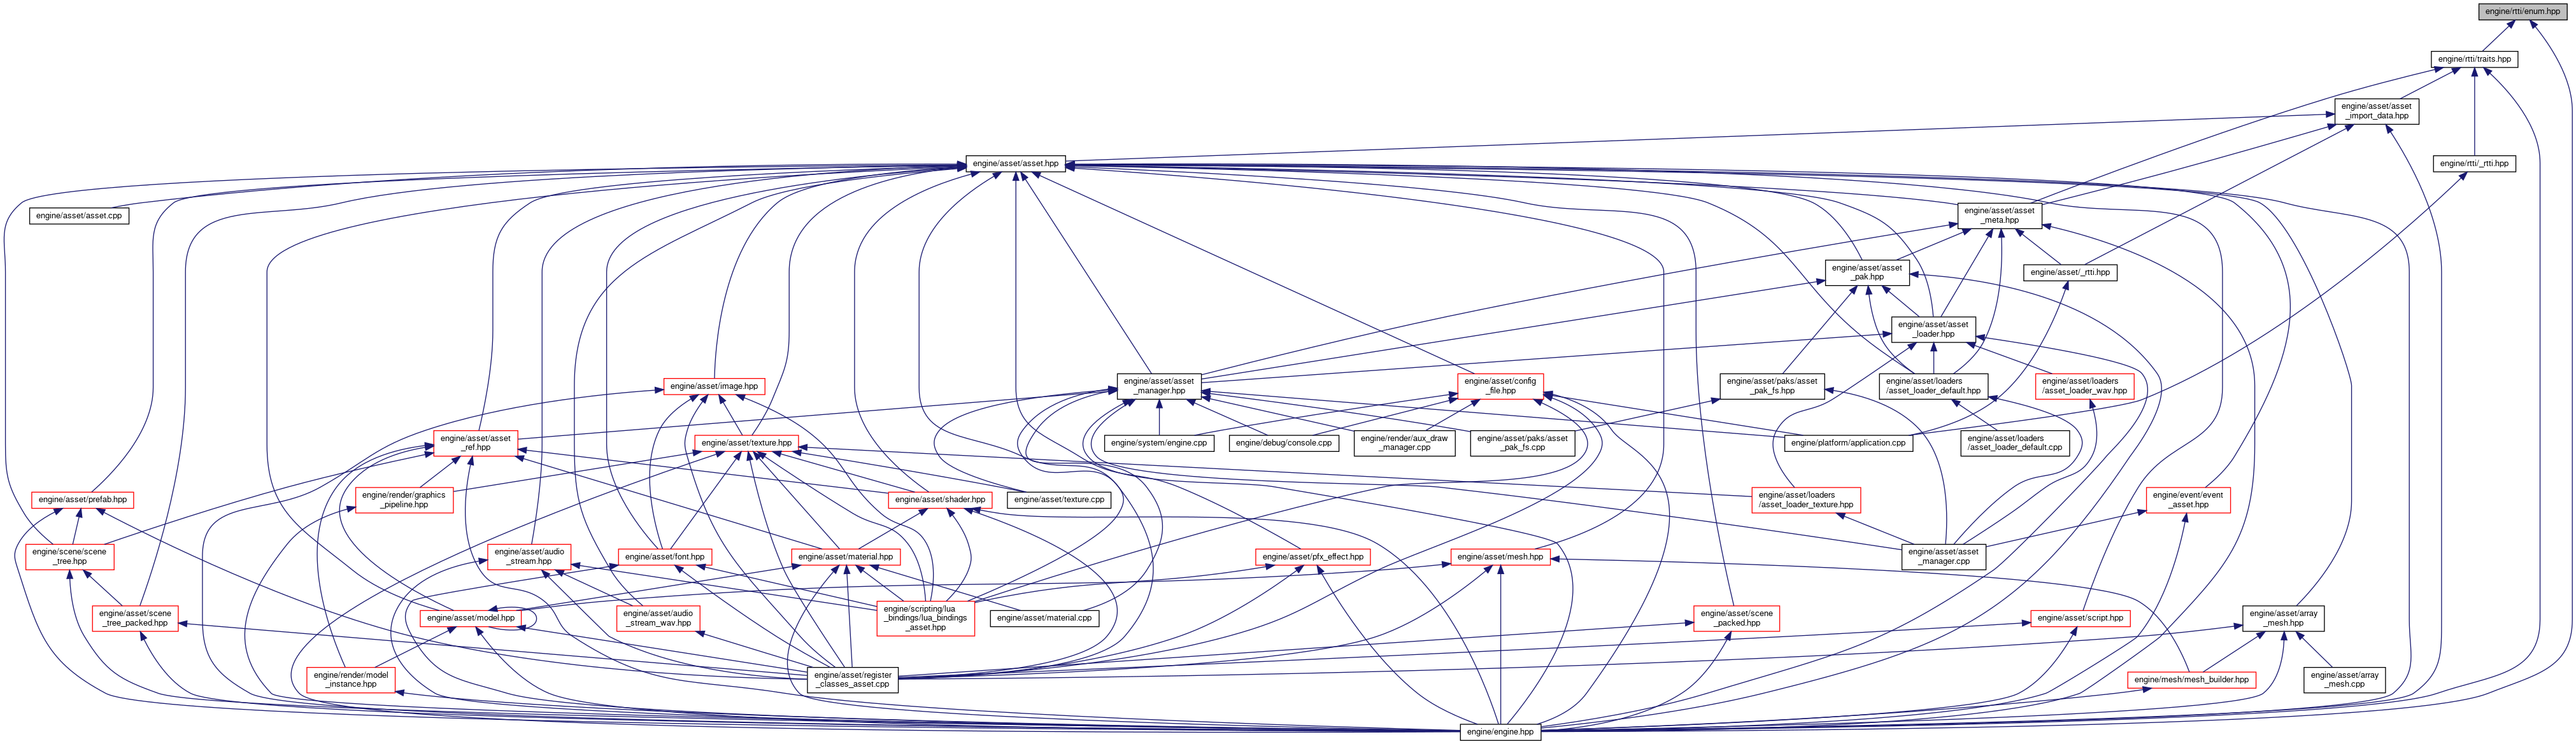 engine/rtti/enum.hpp
engine/rtti/traits.hpp
engine/asset/asset
_import_data.hpp
engine/asset/asset.hpp
engine/rtti/_rtti.hpp
engine/asset/asset.cpp
engine/asset/asset
_meta.hpp
engine/asset/asset
_pak.hpp
engine/asset/_rtti.hpp
engine/asset/asset
_loader.hpp
engine/asset/image.hpp
engine/asset/asset
_manager.hpp
engine/asset/config
_file.hpp
engine/asset/paks/asset
_pak_fs.hpp
engine/asset/loaders
/asset_loader_default.hpp
engine/asset/loaders
/asset_loader_wav.hpp
engine/asset/asset
_ref.hpp
engine/asset/texture.hpp
engine/system/engine.cpp
engine/debug/console.cpp
engine/render/aux_draw
_manager.cpp
engine/asset/paks/asset
_pak_fs.cpp
engine/platform/application.cpp
engine/asset/loaders
/asset_loader_default.cpp
engine/asset/prefab.hpp
engine/render/graphics
_pipeline.hpp
engine/asset/shader.hpp
engine/asset/texture.cpp
engine/asset/loaders
/asset_loader_texture.hpp
engine/event/event
_asset.hpp
engine/scene/scene
_tree.hpp
engine/asset/audio
_stream.hpp
engine/asset/font.hpp
engine/asset/material.hpp
engine/asset/pfx_effect.hpp
engine/asset/mesh.hpp
engine/asset/asset
_manager.cpp
engine/asset/scene
_tree_packed.hpp
engine/asset/model.hpp
engine/asset/audio
_stream_wav.hpp
engine/scripting/lua
_bindings/lua_bindings
_asset.hpp
engine/asset/material.cpp
engine/asset/scene
_packed.hpp
engine/asset/script.hpp
engine/asset/array
_mesh.hpp
engine/render/model
_instance.hpp
engine/asset/register
_classes_asset.cpp
engine/mesh/mesh_builder.hpp
engine/asset/array
_mesh.cpp
engine/engine.hpp